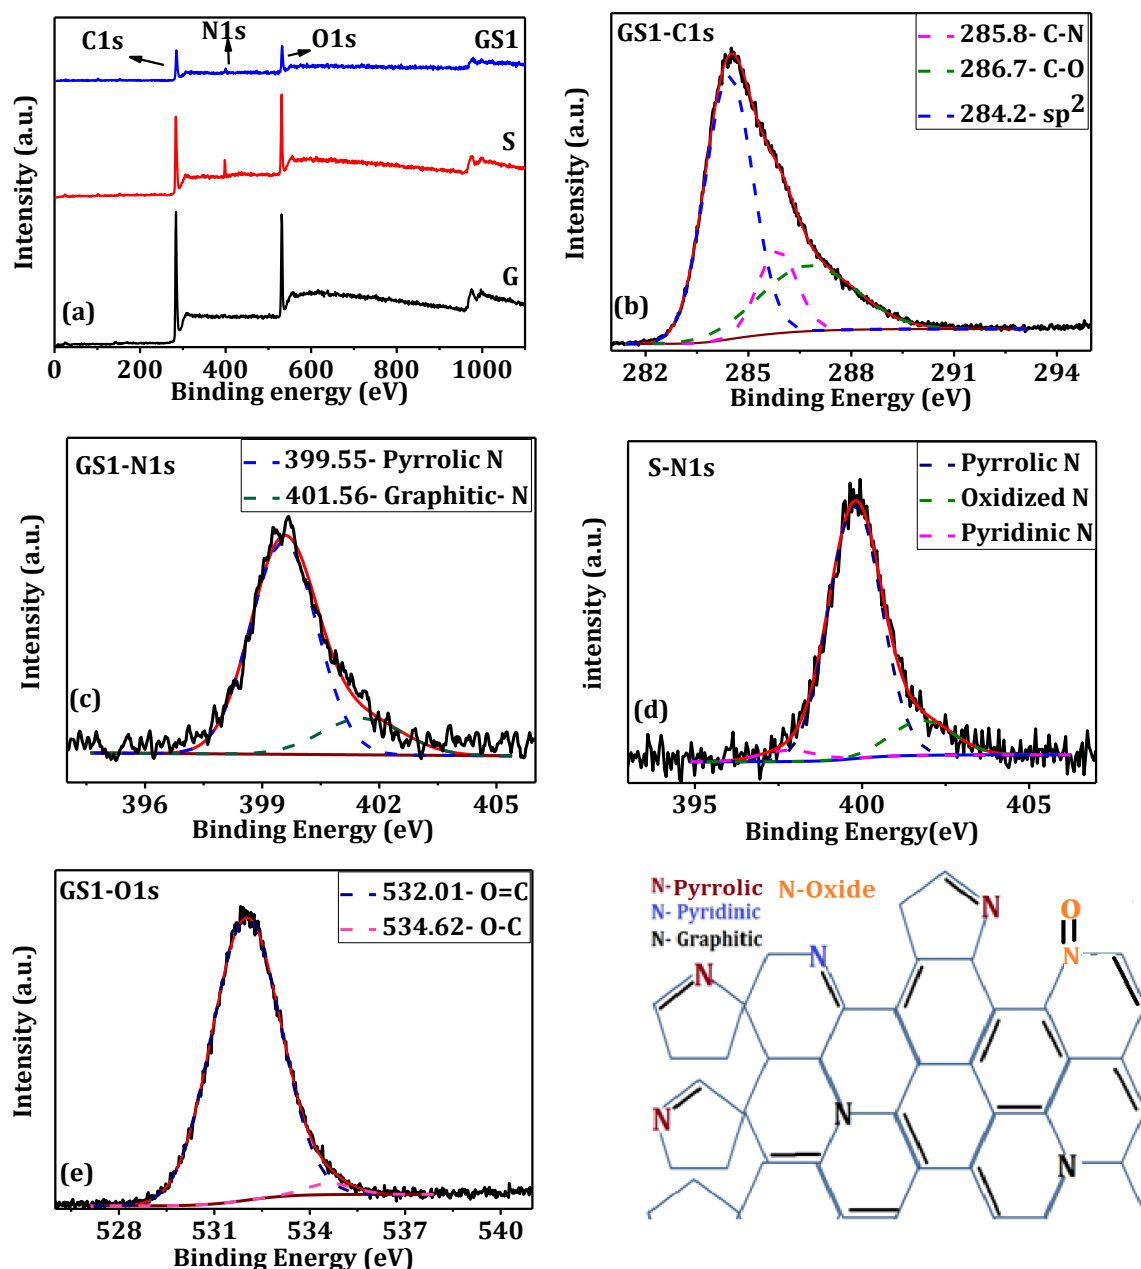 C1s
N1s
O1s
GS1
S
G
(a)
Intensity (a.u.)
0 200 400 600 800 1000
Binding energy (eV)
GS1-C1s
285.8- C-N
286.7- C-O
284.2- sp²
(b)
Intensity (a.u.)
282 285 288 291 294
Binding Energy (eV)
GS1-N1s
399.55- Pyrrolic N
401.56- Graphitic- N
(c)
Intensity (a.u.)
396 399 402 405
Binding Energy (eV)
S-N1s
Pyrrolic N
Oxidized N
Pyridinic N
(d)
intensity (a.u.)
395 400 405
Binding Energy(eV)
GS1-O1s
532.01- O=C
534.62- O-C
(e)
Intensity (a.u.)
528 531 534 537 540
Binding Energy (eV)
N-Pyrrolic N-Oxide
N- Pyridinic
N- Graphitic
N
O
N
N
N
N
N
N